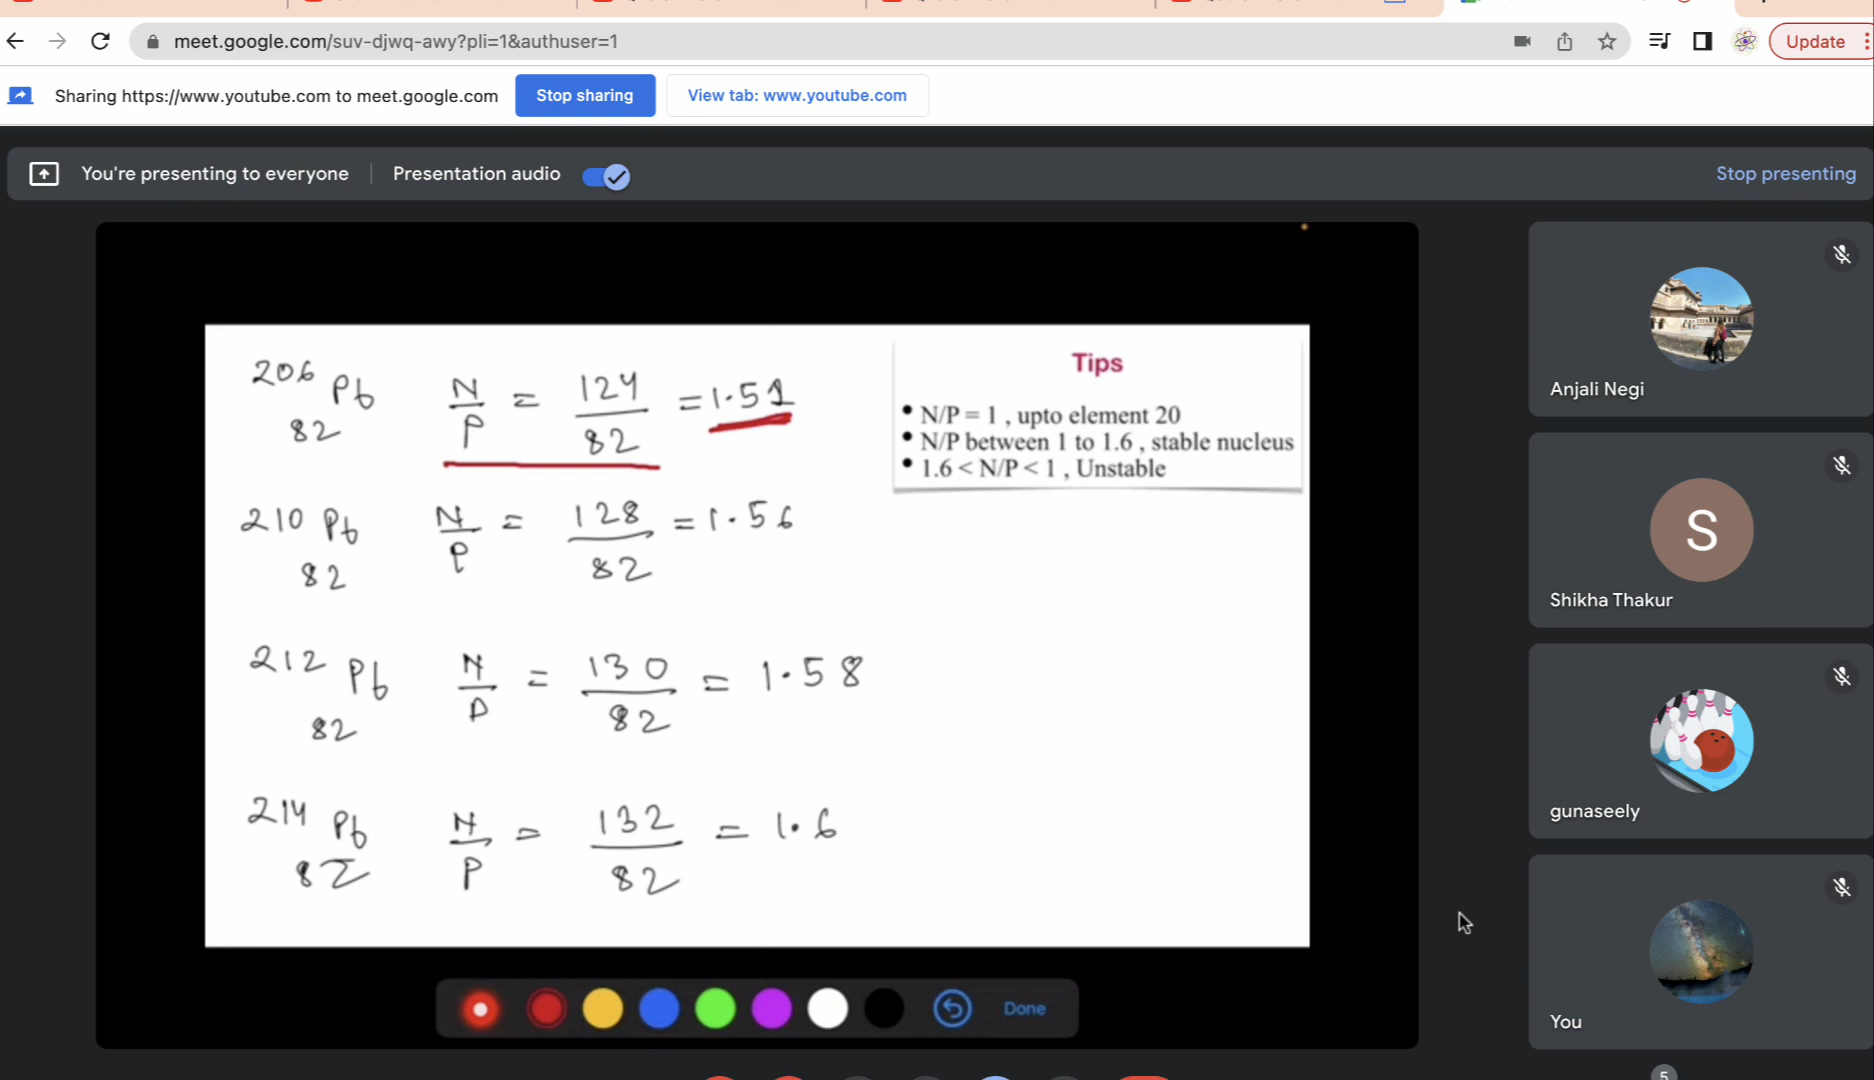 meet.google.com/suv-djwq-awy?pli=1&authuser=1
Update
Sharing https://www.youtube.com to meet.google.com
Stop sharing
View tab: www.youtube.com
You're presenting to everyone
Presentation audio
Stop presenting
206 Pb 82 N/P = 124/82 = 1.51
210 Pb 82 N/P = 128/82 = 1.56
212 Pb 82 N/P = 130/82 = 1.58
214 Pb 82 N/P = 132/82 = 1.6
Tips
• N/P = 1 , upto element 20
• N/P between 1 to 1.6 , stable nucleus
• 1.6 < N/P < 1 , Unstable
Done
Anjali Negi
S
Shikha Thakur
gunaseely
You
5